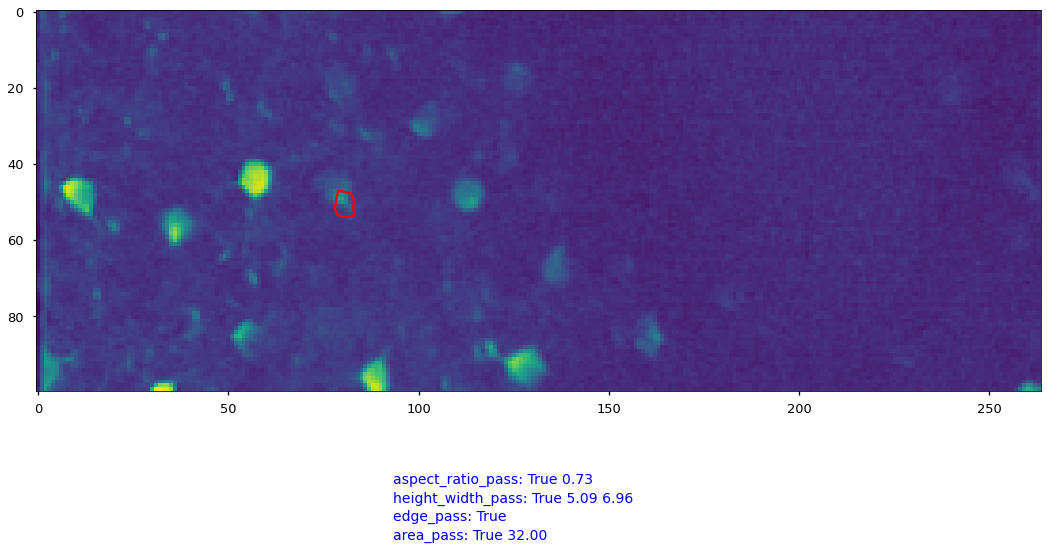 0
20
40
60
80
0 50 100 150 200 250
aspect_ratio_pass: True 0.73
height_width_pass: True 5.09 6.96
edge_pass: True
area_pass: True 32.00